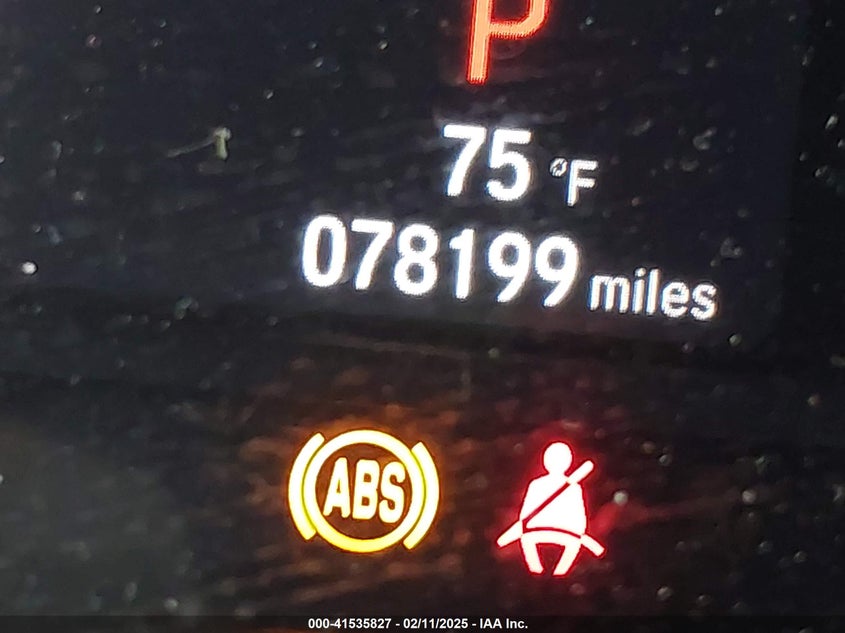 P
75 °F
078199 miles
ABS
000-41535827 - 02/11/2025 - IAA Inc.